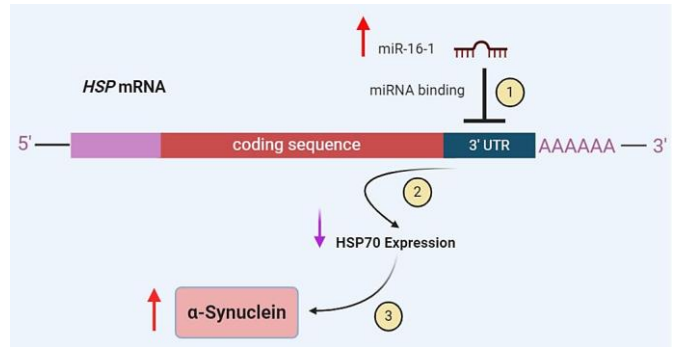 miR-16-1
HSP mRNA
miRNA binding
1
5'
coding sequence
3' UTR
AAAAAA
3'
2
HSP70 Expression
α-Synuclein
3